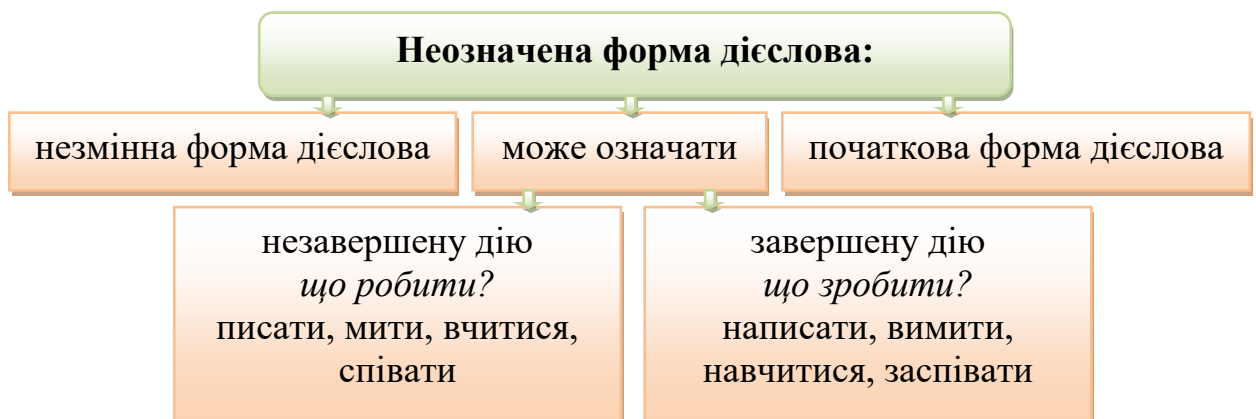 Неозначена форма дієслова:
незмінна форма дієслова
може означати
початкова форма дієслова
незавершену дію
що робити?
писати, мити, вчитися,
співати
завершену дію
що зробити?
написати, вимити,
навчитися, заспівати